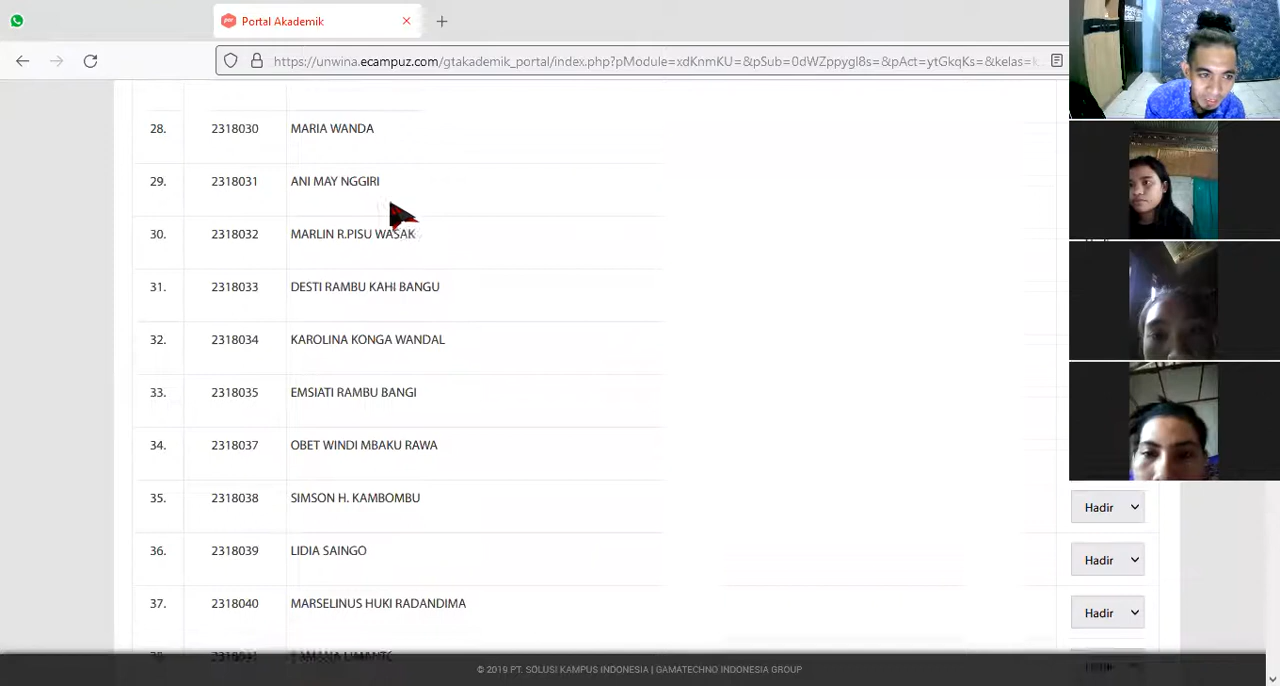 Portal Akademik
https://unwindecampuz.com/gtakademik_portal/index.php?pModule=xdKnmKU=&pSub=0dWZppygl8s=&pAct=ytGkqKs=&kelas=k…
28. 2318030 MARIA WANDA
29. 2318031 ANI MAY NGGIRI
30. 2318032 MARLIN R.PISU WASAK
31. 2318033 DESTI RAMBU KAHI BANGU
32. 2318034 KAROLINA KONGA WANDAL
33. 2318035 EMSIATI RAMBU BANGI
34. 2318037 OBET WINDI MBAKU RAWA
35. 2318038 SIMSON H. KAMBOMBU Hadir
36. 2318039 LIDIA SAINGO Hadir
37. 2318040 MARSELINUS HUKI RADANDIMA Hadir
© 2019 PT. SOLUSI KAMPUS INDONESIA | GAMATECHNO INDONESIA GROUP